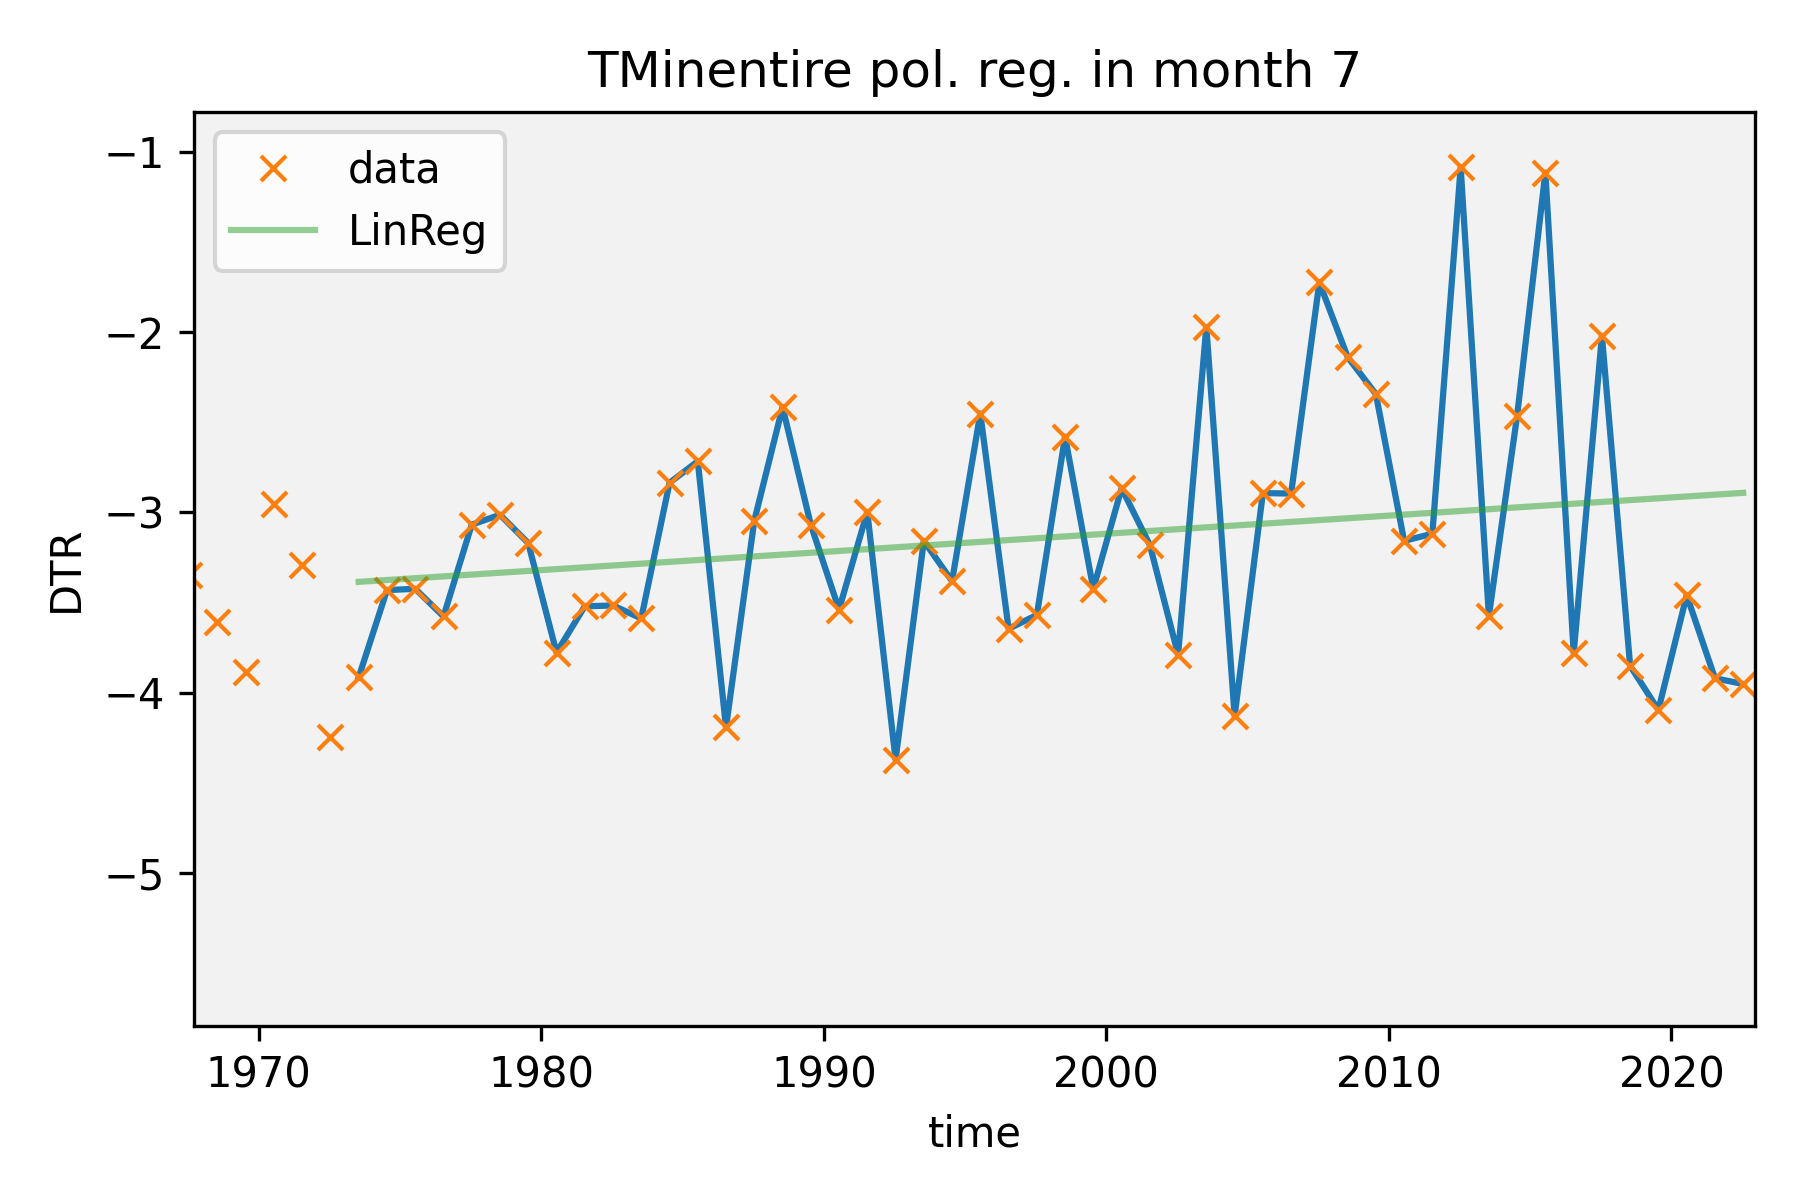 TMinentire pol. reg. in month 7
data
LinReg
−1
−2
−3
−4
−5
DTR
1970 1980 1990 2000 2010 2020
time